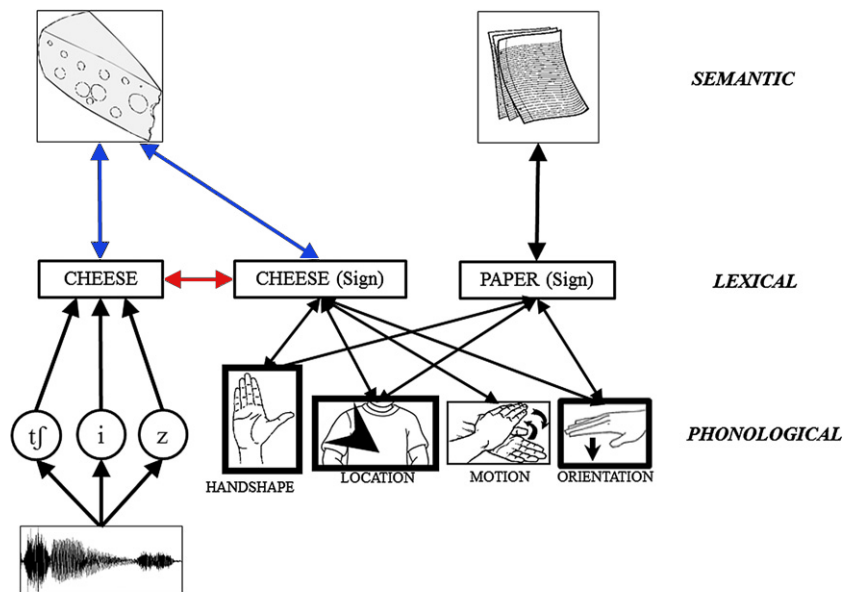 SEMANTIC
CHEESE
CHEESE (Sign)
PAPER (Sign)
LEXICAL
tʃ
i
z
PHONOLOGICAL
HANDSHAPE
LOCATION
MOTION
ORIENTATION